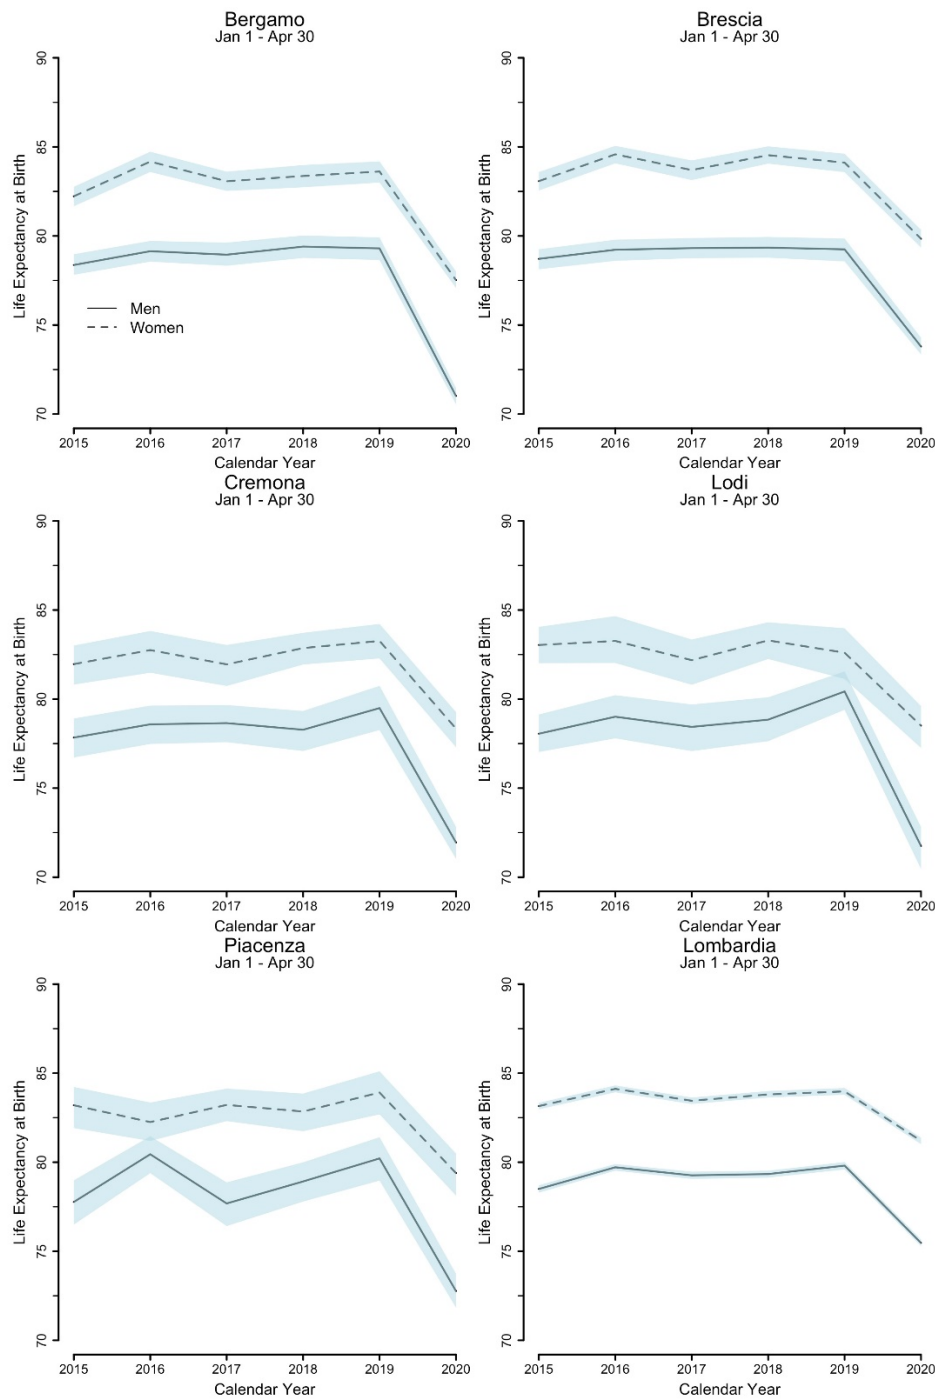 Bergamo
Jan 1 - Apr 30
Life Expectancy at Birth
90
85
80
75
70
Men
Women
2015 2016 2017 2018 2019 2020
Calendar Year
Brescia
Jan 1 - Apr 30
Life Expectancy at Birth
90
85
80
75
70
2015 2016 2017 2018 2019 2020
Calendar Year
Cremona
Jan 1 - Apr 30
Life Expectancy at Birth
90
85
80
75
70
2015 2016 2017 2018 2019 2020
Calendar Year
Lodi
Jan 1 - Apr 30
Life Expectancy at Birth
90
85
80
75
70
2015 2016 2017 2018 2019 2020
Calendar Year
Piacenza
Jan 1 - Apr 30
Life Expectancy at Birth
90
85
80
75
70
2015 2016 2017 2018 2019 2020
Calendar Year
Lombardia
Jan 1 - Apr 30
Life Expectancy at Birth
90
85
80
75
70
2015 2016 2017 2018 2019 2020
Calendar Year